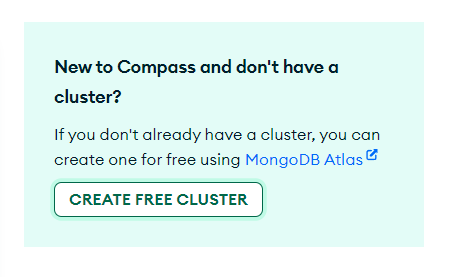 New to Compass and don't have a
cluster?
If you don't already have a cluster, you can
create one for free using MongoDB Atlas
CREATE FREE CLUSTER